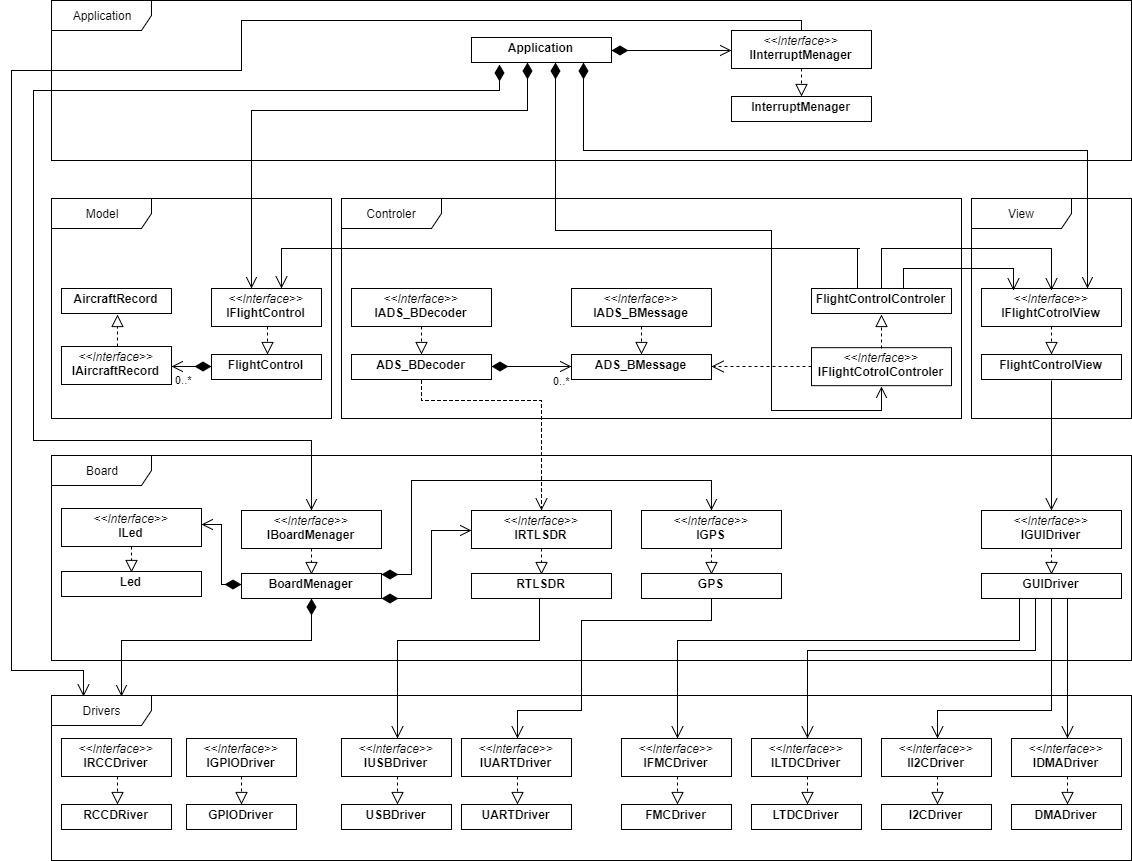 Application
Application
<<Interface>>
IInterruptMenager
InterruptMenager
Model
Controler
View
AircraftRecord
<<Interface>>
IFlightControl
<<Interface>>
IADS_BDecoder
<<Interface>>
IADS_BMessage
FlightControlControler
<<Interface>>
IFlightCotrolView
<<Interface>>
IAircraftRecord
0..*
FlightControl
ADS_BDecoder
0..*
ADS_BMessage
<<Interface>>
IFlightCotrolControler
FlightControlView
Board
<<Interface>>
ILed
<<Interface>>
IBoardMenager
<<Interface>>
IRTLSDR
<<Interface>>
IGPS
<<Interface>>
IGUIDriver
Led
BoardMenager
RTLSDR
GPS
GUIDriver
Drivers
<<Interface>>
IRCCDriver
<<Interface>>
IGPIODriver
<<Interface>>
IUSBDriver
<<Interface>>
IUARTDriver
<<Interface>>
IFMCDriver
<<Interface>>
ILTDCDriver
<<Interface>>
II2CDriver
<<Interface>>
IDMADriver
RCCDRiver
GPIODriver
USBDriver
UARTDriver
FMCDriver
LTDCDriver
I2CDriver
DMADriver